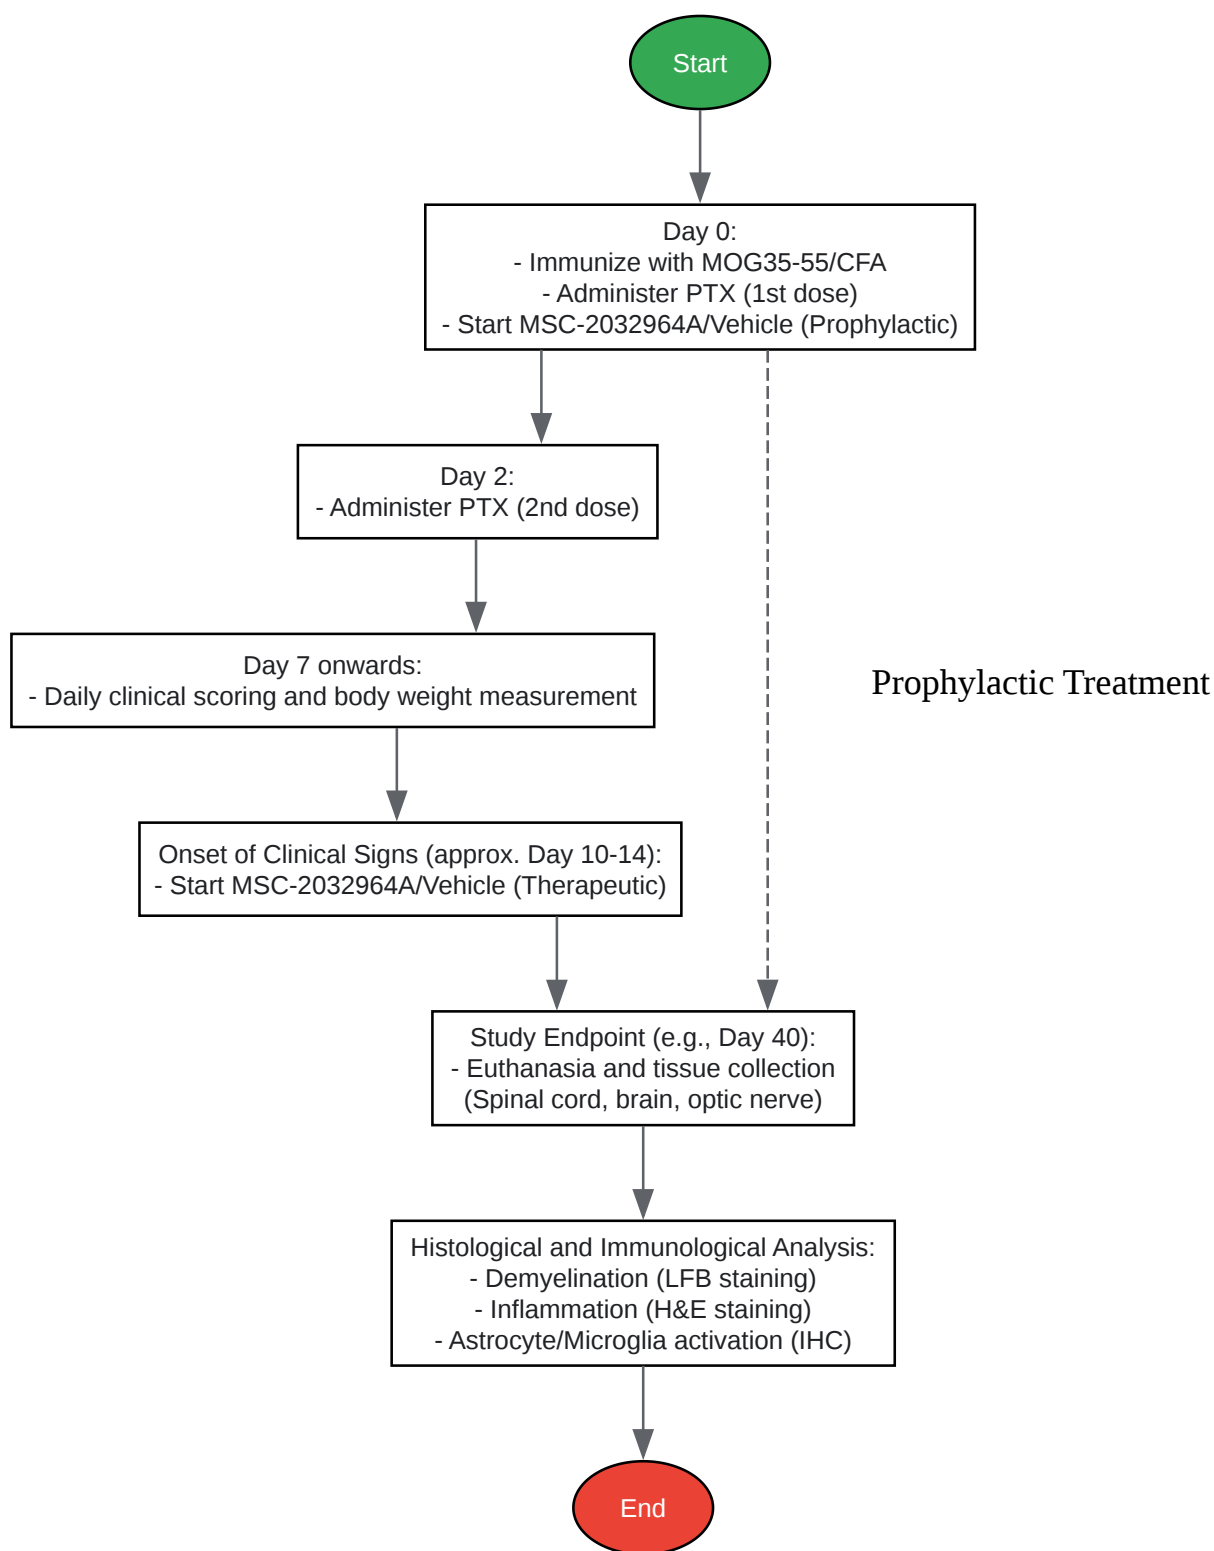 Start
Day 0:
- Immunize with MOG35-55/CFA
- Administer PTX (1st dose)
- Start MSC-2032964A/Vehicle (Prophylactic)
Day 2:
- Administer PTX (2nd dose)
Day 7 onwards:
- Daily clinical scoring and body weight measurement
Prophylactic Treatment
Onset of Clinical Signs (approx. Day 10-14):
- Start MSC-2032964A/Vehicle (Therapeutic)
Study Endpoint (e.g., Day 40):
- Euthanasia and tissue collection
(Spinal cord, brain, optic nerve)
Histological and Immunological Analysis:
- Demyelination (LFB staining)
- Inflammation (H&E staining)
- Astrocyte/Microglia activation (IHC)
End